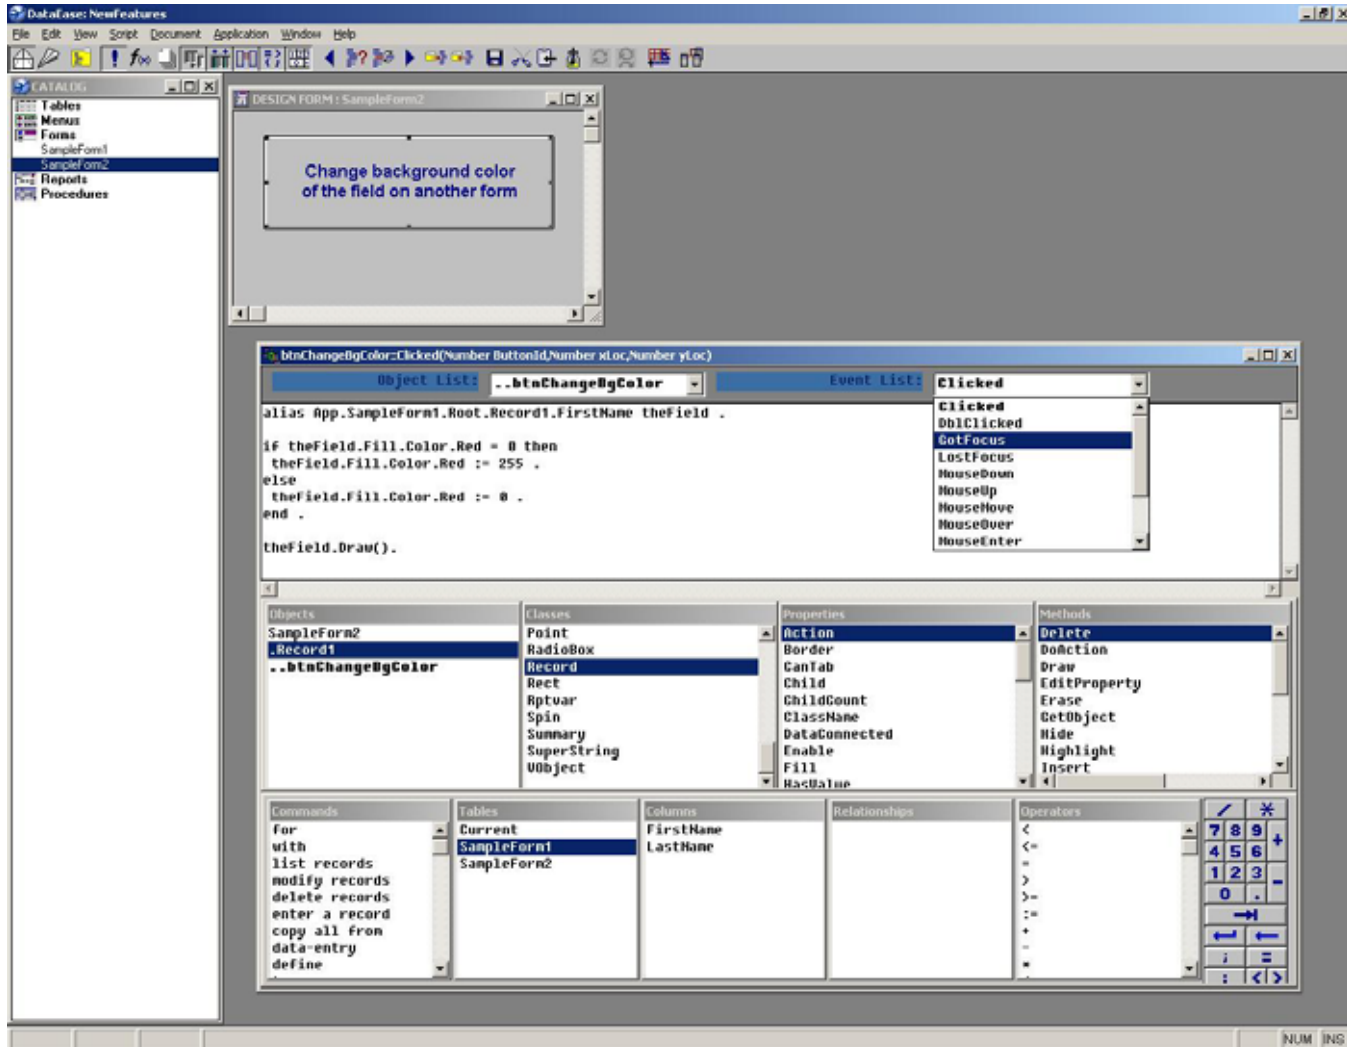 DataEase: NewFeatures
File Edit View Script Document Application Window Help
CATALOG
Tables
Menus
Forms
SampleForm1
SampleForm2
Reports
Procedures
DESIGN FORM : SampleForm2
Change background color
of the field on another form
btnChangeBgColor::Clicked(Number ButtonId,Number xLoc,Number yLoc)
Object List: ..btnChangeBgColor Event List: Clicked
alias App.SampleForm1.Root.Record1.FirstName theField .
if theField.Fill.Color.Red = 0 then
theField.Fill.Color.Red := 255 .
else
theField.Fill.Color.Red := 0 .
end .
theField.Draw().
Clicked
DblClicked
GotFocus
LostFocus
MouseDown
MouseUp
MouseMove
MouseOver
MouseEnter
Objects
SampleForm2
.Record1
..btnChangeBgColor
Classes
Point
RadioBox
Record
Rect
Rptvar
Spin
Summary
SuperString
VObject
Properties
Action
Border
CanTab
Child
ChildCount
ClassName
DataConnected
Enable
Fill
HasValue
Methods
Delete
DoAction
Draw
EditProperty
Erase
GetObject
Hide
Highlight
Insert
Commands
for
with
list records
modify records
delete records
enter a record
copy all from
data-entry
define
Tables
Current
SampleForm1
SampleForm2
Columns
FirstName
LastName
Relationships
Operators
<
<=
=
>
>=
:=
+
-
*
/ *
7 8 9 +
4 5 6
1 2 3 -
0 .
; =
: < >
NUM INS